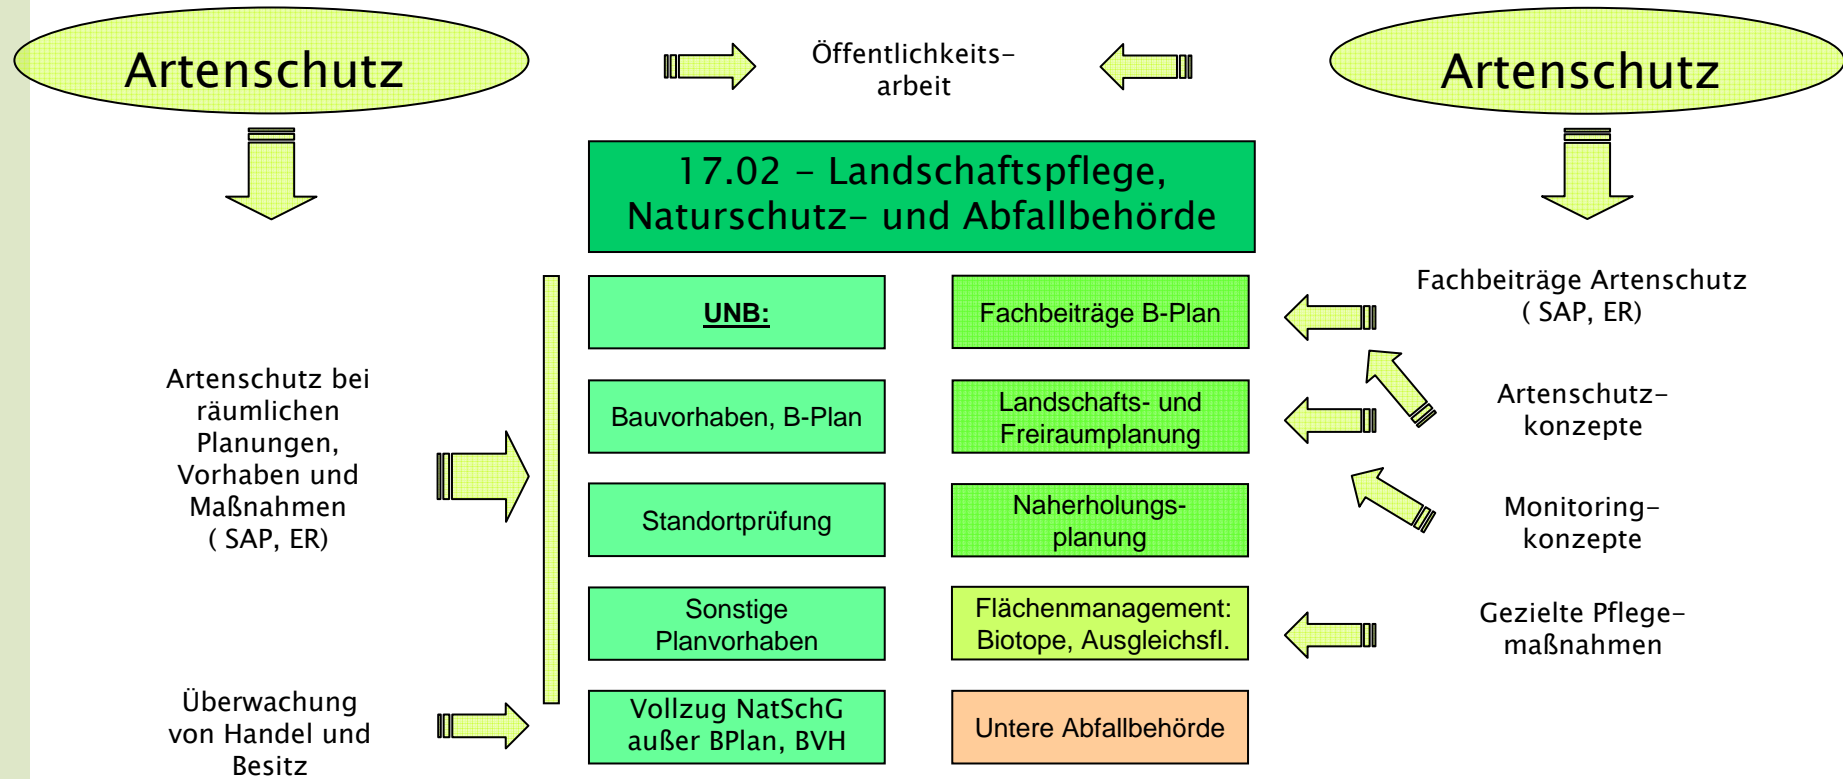 Artenschutz
Öffentlichkeits-
arbeit
Artenschutz
17.02 – Landschaftspflege,
Naturschutz- und Abfallbehörde
Artenschutz bei
räumlichen
Planungen,
Vorhaben und
Maßnahmen
( SAP, ER)
Überwachung
von Handel und
Besitz
UNB:
Bauvorhaben, B-Plan
Standortprüfung
Sonstige
Planvorhaben
Vollzug NatSchG
außer BPlan, BVH
Fachbeiträge B-Plan
Landschafts- und
Freiraumplanung
Naherholungs-
planung
Flächenmanagement:
Biotope, Ausgleichsfl.
Untere Abfallbehörde
Fachbeiträge Artenschutz
( SAP, ER)
Artenschutz-
konzepte
Monitoring-
konzepte
Gezielte Pflege-
maßnahmen